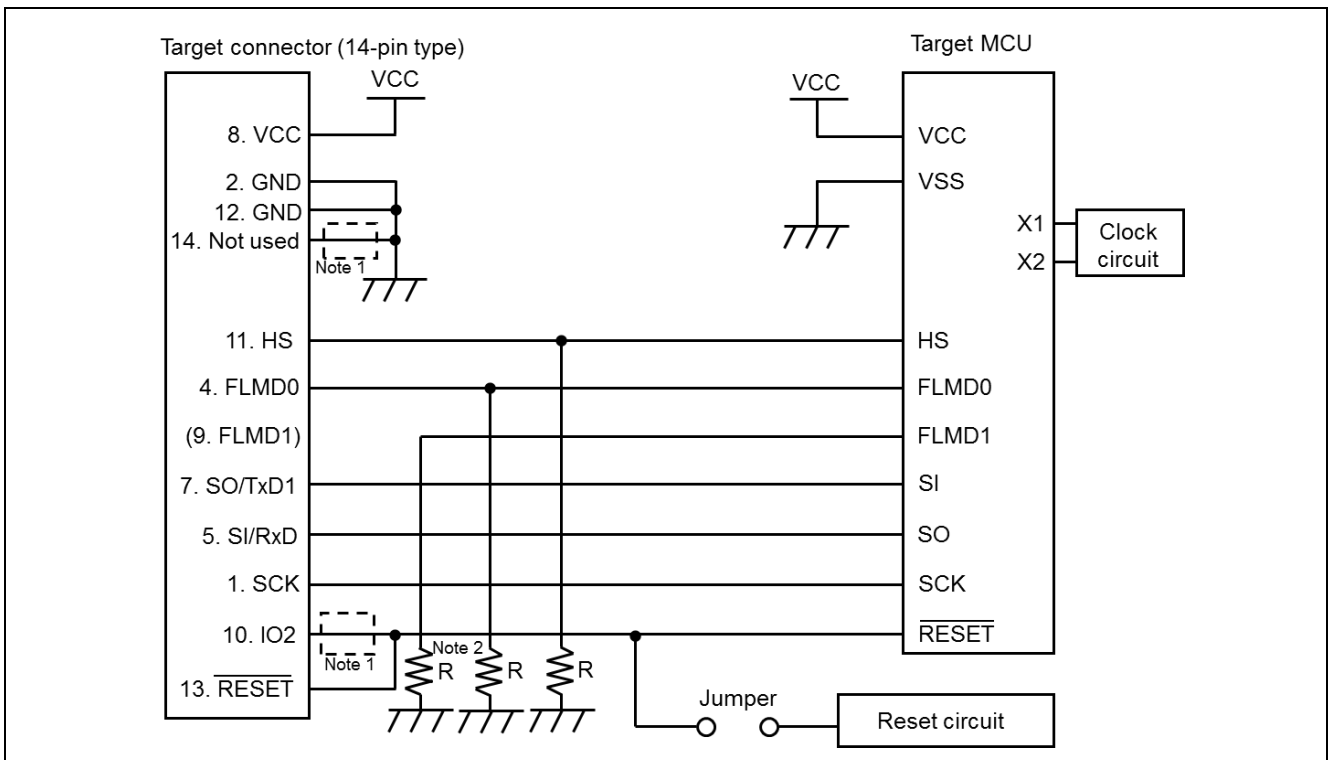 Target connector (14-pin type)
Target MCU
VCC
VCC
8. VCC
VCC
2. GND
VSS
12. GND
14. Not used
Note 1
X1
X2
Clock
circuit
11. HS
HS
4. FLMD0
FLMD0
(9. FLMD1)
FLMD1
7. SO/TxD1
SI
5. SI/RxD
SO
1. SCK
SCK
10. IO2
RESET
Note 1
Note 2
R
R
R
13. RESET
Jumper
Reset circuit